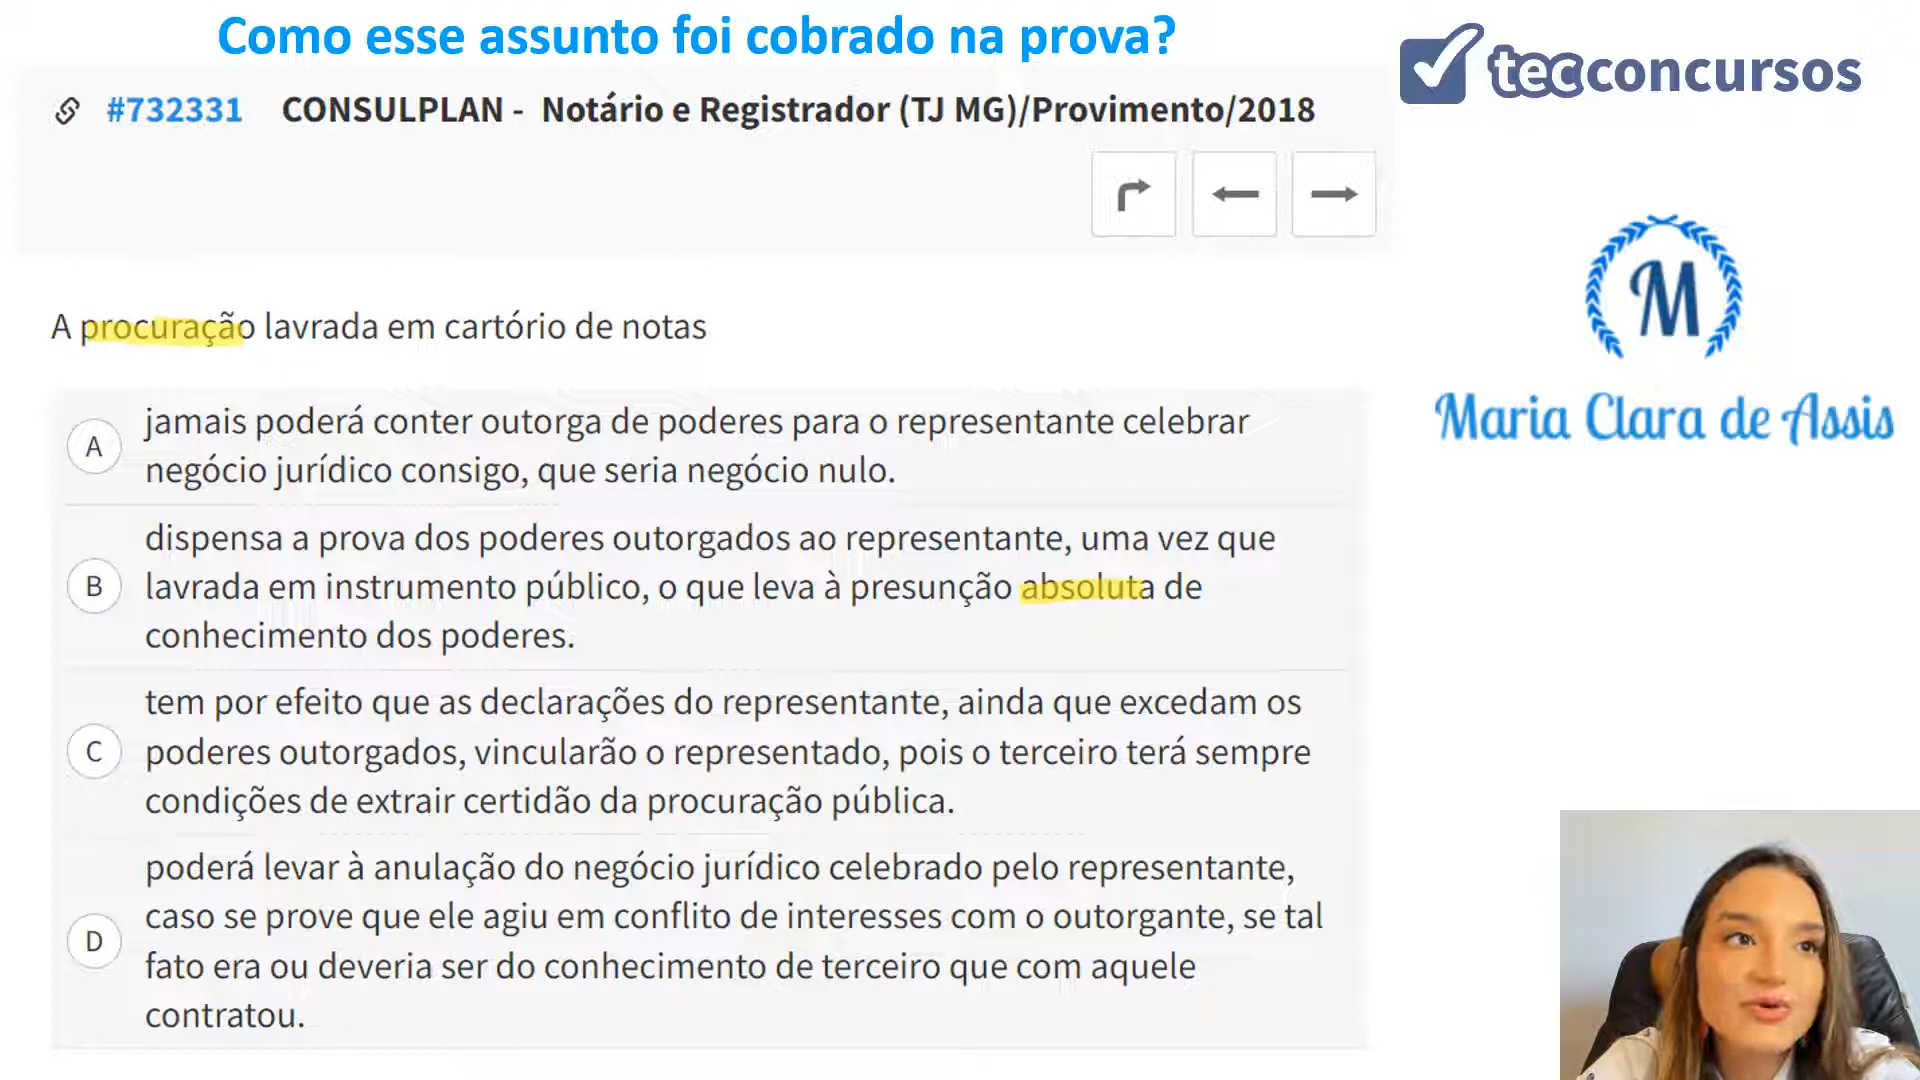 Como esse assunto foi cobrado na prova?
tecconcursos
#732331 CONSULPLAN - Notário e Registrador (TJ MG)/Provimento/2018
M
Maria Clara de Assis
A procuração lavrada em cartório de notas
A
jamais poderá conter outorga de poderes para o representante celebrar
negócio jurídico consigo, que seria negócio nulo.
B
dispensa a prova dos poderes outorgados ao representante, uma vez que
lavrada em instrumento público, o que leva à presunção absoluta de
conhecimento dos poderes.
C
tem por efeito que as declarações do representante, ainda que excedam os
poderes outorgados, vincularão o representado, pois o terceiro terá sempre
condições de extrair certidão da procuração pública.
D
poderá levar à anulação do negócio jurídico celebrado pelo representante,
caso se prove que ele agiu em conflito de interesses com o outorgante, se tal
fato era ou deveria ser do conhecimento de terceiro que com aquele
contratou.